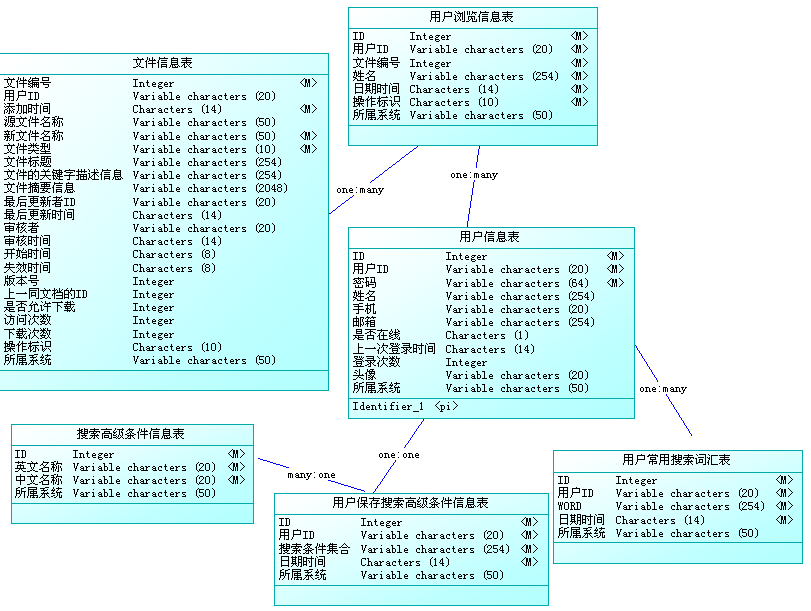 用户浏览信息表
ID Integer <M>
用户ID Variable characters (20) <M>
文件编号 Integer <M>
姓名 Variable characters (254) <M>
日期时间 Characters (14) <M>
操作标识 Characters (10) <M>
所属系统 Variable characters (50)
文件信息表
文件编号 Integer <M>
用户ID Variable characters (20)
添加时间 Characters (14) <M>
源文件名称 Variable characters (50)
新文件名称 Variable characters (50) <M>
文件类型 Variable characters (10) <M>
文件标题 Variable characters (254)
文件的关键字描述信息 Variable characters (254)
文件摘要信息 Variable characters (2048)
最后更新者ID Variable characters (20)
最后更新时间 Characters (14)
审核者 Variable characters (20)
审核时间 Characters (14)
开始时间 Characters (8)
失效时间 Characters (8)
版本号 Integer
上一同文档的ID Integer
是否允许下载 Integer
访问次数 Integer
下载次数 Integer
操作标识 Characters (10)
所属系统 Variable characters (50)
one:many
one:many
用户信息表
ID Integer <M>
用户ID Variable characters (20) <M>
密码 Variable characters (64) <M>
姓名 Variable characters (254)
手机 Variable characters (20)
邮箱 Variable characters (254)
是否在线 Characters (1)
上一次登录时间 Characters (14)
登录次数 Integer
头像 Variable characters (20)
所属系统 Variable characters (50)
Identifier_1 <pi>
one:many
one:one
many:one
搜索高级条件信息表
ID Integer <M>
英文名称 Variable characters (20) <M>
中文名称 Variable characters (20) <M>
所属系统 Variable characters (50)
用户保存搜索高级条件信息表
ID Integer <M>
用户ID Variable characters (20) <M>
搜索条件集合 Variable characters (254) <M>
日期时间 Characters (14) <M>
所属系统 Variable characters (50)
用户常用搜索词汇表
ID Integer <M>
用户ID Variable characters (20) <M>
WORD Variable characters (254) <M>
日期时间 Characters (14) <M>
所属系统 Variable characters (50)